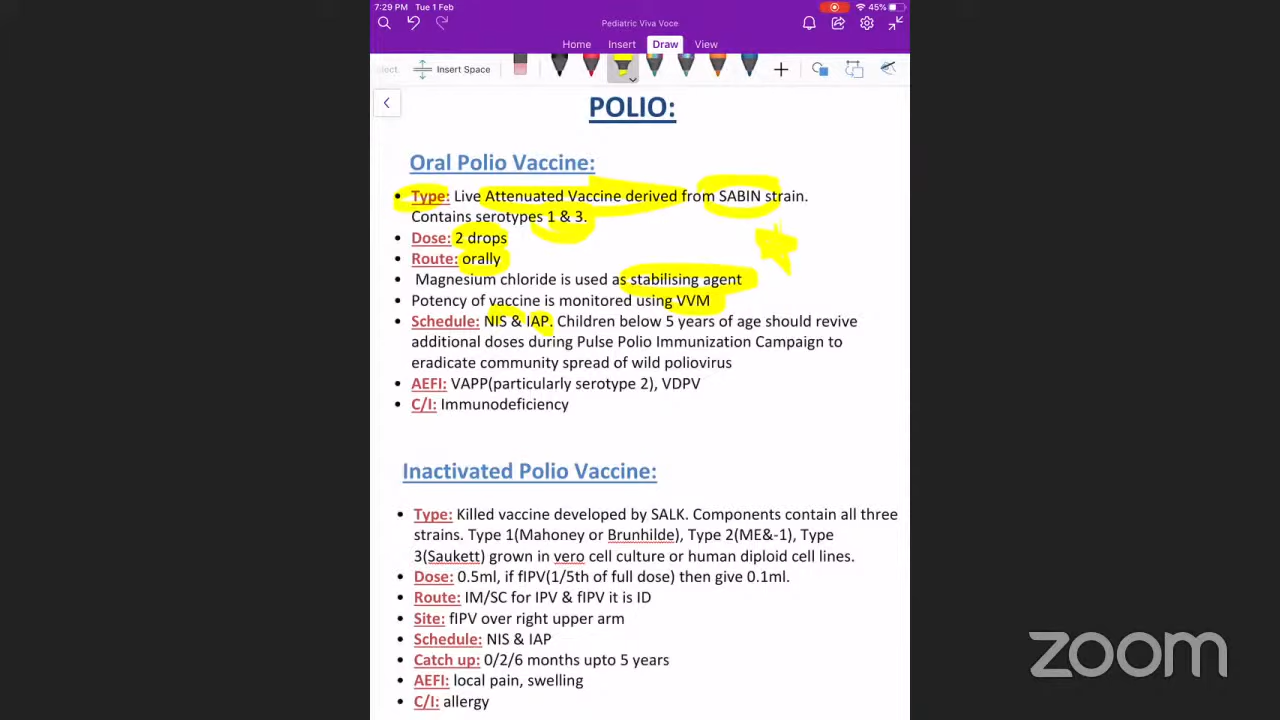 7:29 PM Tue 1 Feb
45%
Pediatric Viva Voce
Home Insert Draw View
Insert Space
POLIO:
Oral Polio Vaccine:
• Type: Live Attenuated Vaccine derived from SABIN strain.
Contains serotypes 1 & 3.
• Dose: 2 drops
• Route: orally
• Magnesium chloride is used as stabilising agent
• Potency of vaccine is monitored using VVM
• Schedule: NIS & IAP. Children below 5 years of age should revive
additional doses during Pulse Polio Immunization Campaign to
eradicate community spread of wild poliovirus
• AEFI: VAPP(particularly serotype 2), VDPV
• C/I: Immunodeficiency
Inactivated Polio Vaccine:
• Type: Killed vaccine developed by SALK. Components contain all three
strains. Type 1(Mahoney or Brunhilde), Type 2(ME&-1), Type
3(Saukett) grown in vero cell culture or human diploid cell lines.
• Dose: 0.5ml, if fIPV(1/5th of full dose) then give 0.1ml.
• Route: IM/SC for IPV & fIPV it is ID
• Site: fIPV over right upper arm
• Schedule: NIS & IAP
• Catch up: 0/2/6 months upto 5 years
• AEFI: local pain, swelling
• C/I: allergy
zoom